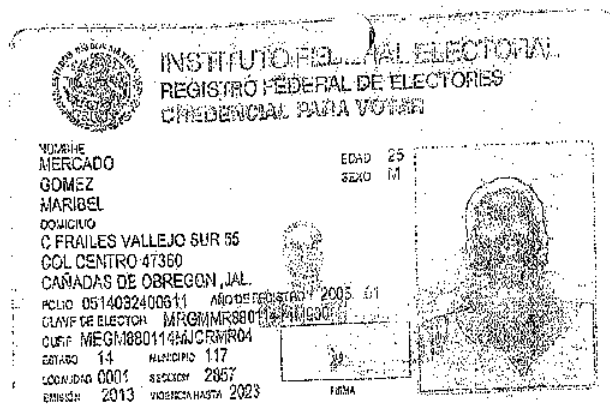 INSTITUTO FEDERAL ELECTORAL
REGISTRO FEDERAL DE ELECTORES
CREDENCIAL PARA VOTAR
NOMBRE
MERCADO
GOMEZ
MARIBEL
EDAD 25
SEXO M
DOMICILIO
C FRAILES VALLEJO SUR 55
COL CENTRO 47360
CAÑADAS DE OBREGON, JAL.
FOLIO 0514032400611 AÑO DE REGISTRO 2005 01
CLAVE DE ELECTOR
CURP MEGM880114MJCRMR04
ESTADO 14 MUNICIPIO 117
LOCALIDAD 0001 SECCION 2857
EMISIÓN 2013 VIGENCIA HASTA 2023
FIRMA